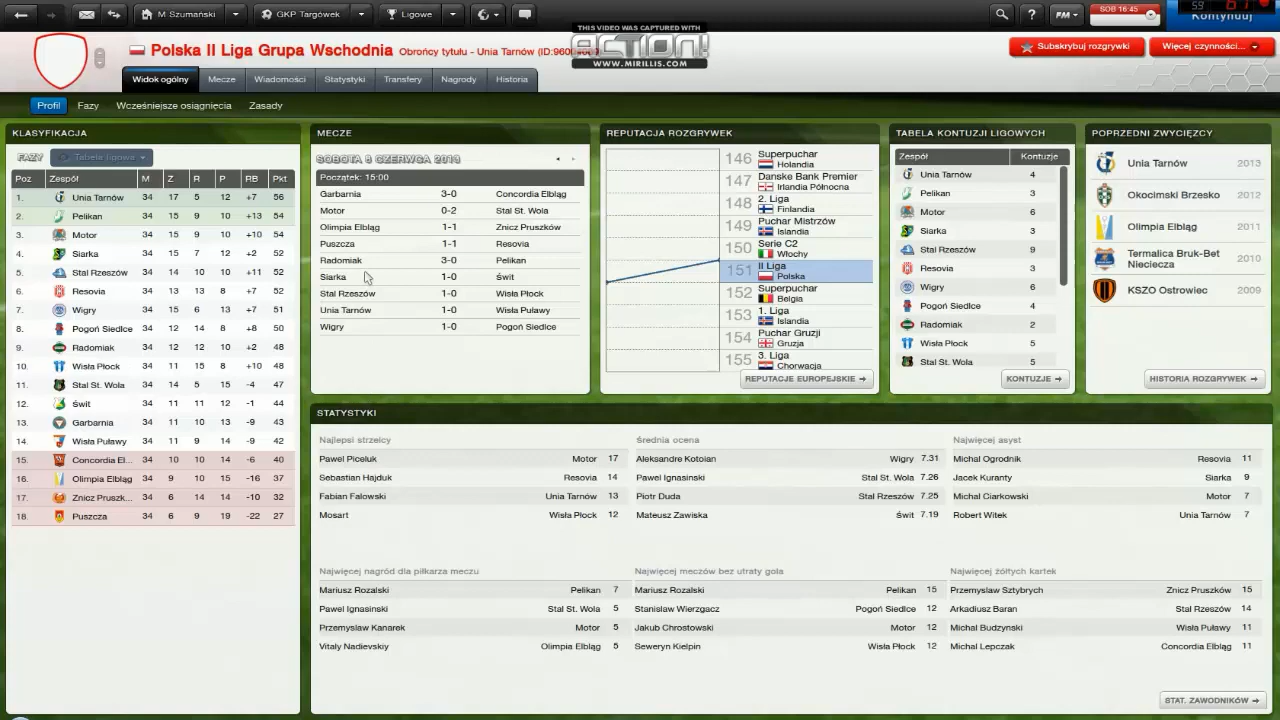 M Szumański
GKP Targówek
Ligowe
?
FM
SOB 16:45
59
61
Kontynuuj
THIS VIDEO WAS CAPTURED WITH
ACTION!
WWW.MIRILLIS.COM
Polska II Liga Grupa Wschodnia
Obrońcy tytułu - Unia Tarnów
Subskrybuj rozgrywki
Więcej czynności...
Widok ogólny Mecze Wiadomości Statystyki Transfery Nagrody Historia
Profil Fazy Wcześniejsze osiągnięcia Zasady
KLASYFIKACJA
FAZY Tabela ligowa
Poz Zespół M Z R P RB Pkt
1. Unia Tarnów 34 17 5 12 +7 56
2. Pelikan 34 15 9 10 +13 54
3. Motor 34 15 9 10 +10 54
4. Siarka 34 15 7 12 +2 52
5. Stal Rzeszów 34 14 10 10 +11 52
6. Resovia 34 13 13 8 +7 52
7. Wigry 34 15 6 13 +7 51
8. Pogoń Siedlce 34 12 14 8 +8 50
9. Radomiak 34 12 12 10 +2 48
10. Wisła Płock 34 11 15 8 +10 48
11. Stal St. Wola 34 14 5 15 -4 47
12. Świt 34 11 11 12 -1 44
13. Garbarnia 34 11 10 13 -9 43
14. Wisła Puławy 34 11 9 14 -9 42
15. Concordia El... 34 10 10 14 -6 40
16. Olimpia Elbląg 34 9 10 15 -16 37
17. Znicz Pruszk... 34 6 14 14 -10 32
18. Puszcza 34 6 9 19 -22 27
MECZE
SOBOTA 8 CZERWCA 2013
Początek: 15:00
Garbarnia 3-0 Concordia Elbląg
Motor 0-2 Stal St. Wola
Olimpia Elbląg 1-1 Znicz Pruszków
Puszcza 1-1 Resovia
Radomiak 3-0 Pelikan
Siarka 1-0 Świt
Stal Rzeszów 1-0 Wisła Płock
Unia Tarnów 1-0 Wisła Puławy
Wigry 1-0 Pogoń Siedlce
REPUTACJA ROZGRYWEK
146 Superpuchar
Holandia
147 Danske Bank Premier
Irlandia Północna
148 2. Liga
Finlandia
149 Puchar Mistrzów
Islandia
150 Serie C2
Włochy
151 II Liga
Polska
152 Superpuchar
Belgia
153 1. Liga
Islandia
154 Puchar Gruzji
Gruzja
155 3. Liga
Chorwacja
REPUTACJE EUROPEJSKIE
TABELA KONTUZJI LIGOWYCH
Zespół Kontuzje
Unia Tarnów 4
Pelikan 3
Motor 6
Siarka 3
Stal Rzeszów 9
Resovia 3
Wigry 6
Pogoń Siedlce 4
Radomiak 2
Wisła Płock 5
Stal St. Wola 5
KONTUZJE
POPRZEDNI ZWYCIĘZCY
Unia Tarnów 2013
Okocimski Brzesko 2012
Olimpia Elbląg 2011
Termalica Bruk-Bet
Nieciecza 2010
KSZO Ostrowiec 2009
HISTORIA ROZGRYWEK
STATYSTYKI
Najlepsi strzelcy
Pawel Piceluk Motor 17
Sebastian Hajduk Resovia 14
Fabian Falowski Unia Tarnów 13
Mosart Wisła Płock 12
Średnia ocena
Aleksandre Kotoian Wigry 7.31
Pawel Ignasinski Stal St. Wola 7.26
Piotr Duda Stal Rzeszów 7.25
Mateusz Zawiska Świt 7.19
Najwięcej asyst
Michal Ogrodnik Resovia 11
Jacek Kuranty Siarka 9
Michal Ciarkowski Motor 7
Robert Witek Unia Tarnów 7
Najwięcej nagród dla piłkarza meczu
Mariusz Rozalski Pelikan 7
Pawel Ignasinski Stal St. Wola 5
Przemyslaw Kanarek Motor 5
Vitaly Nadievskiy Olimpia Elbląg 5
Najwięcej meczów bez utraty gola
Mariusz Rozalski Pelikan 15
Stanislaw Wierzgacz Pogoń Siedlce 12
Jakub Chrostowski Motor 12
Seweryn Kielpin Wisła Płock 12
Najwięcej żółtych kartek
Przemyslaw Sztybrych Znicz Pruszków 15
Arkadiusz Baran Stal Rzeszów 14
Michal Budzynski Wisła Puławy 11
Michal Lepczak Concordia Elbląg 11
STAT. ZAWODNIKÓW